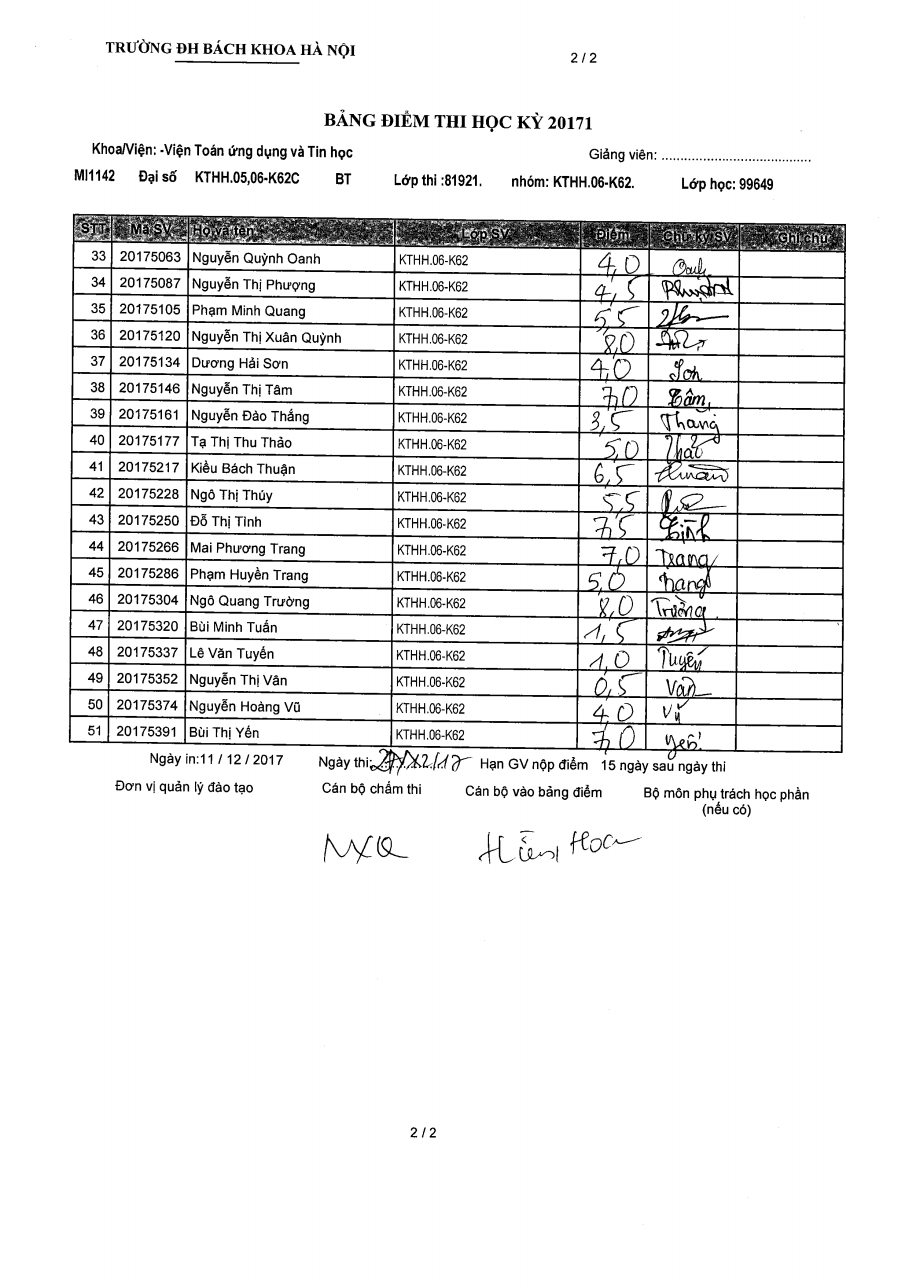 TRƯỜNG ĐH BÁCH KHOA HÀ NỘI
2 / 2
BẢNG ĐIỂM THI HỌC KỲ 20171
Khoa/Viện: -Viện Toán ứng dụng và Tin học Giảng viên: ........................................
MI1142 Đại số KTHH.05,06-K62C BT Lớp thi :81921. nhóm: KTHH.06-K62. Lớp học: 99649
STT Mã SV Họ và tên Lớp SV Điểm Chữ ký SV Ghi chú
33 20175063 Nguyễn Quỳnh Oanh KTHH.06-K62 4,0 Oanh
34 20175087 Nguyễn Thị Phượng KTHH.06-K62 4,5
35 20175105 Phạm Minh Quang KTHH.06-K62 5,5
36 20175120 Nguyễn Thị Xuân Quỳnh KTHH.06-K62 8,0
37 20175134 Dương Hải Sơn KTHH.06-K62 4,0 Son
38 20175146 Nguyễn Thị Tâm KTHH.06-K62 7,0 Tâm
39 20175161 Nguyễn Đào Thắng KTHH.06-K62 3,5 Thắng
40 20175177 Tạ Thị Thu Thảo KTHH.06-K62 5,0 Thảo
41 20175217 Kiều Bách Thuận KTHH.06-K62 6,5 Thuận
42 20175228 Ngô Thị Thúy KTHH.06-K62 5,5
43 20175250 Đỗ Thị Tình KTHH.06-K62 7,5 Tình
44 20175266 Mai Phương Trang KTHH.06-K62 7,0 Trang
45 20175286 Phạm Huyền Trang KTHH.06-K62 5,0 Trang
46 20175304 Ngô Quang Trường KTHH.06-K62 8,0 Trường
47 20175320 Bùi Minh Tuấn KTHH.06-K62 1,5
48 20175337 Lê Văn Tuyến KTHH.06-K62 1,0 Tuyến
49 20175352 Nguyễn Thị Vân KTHH.06-K62 0,5 Vân
50 20175374 Nguyễn Hoàng Vũ KTHH.06-K62 4,0 Vũ
51 20175391 Bùi Thị Yến KTHH.06-K62 7,0 Yến
Ngày in:11 / 12 / 2017 Ngày thi: Hạn GV nộp điểm 15 ngày sau ngày thi
Đơn vị quản lý đào tạo Cán bộ chấm thi Cán bộ vào bảng điểm Bộ môn phụ trách học phần
(nếu có)
NXQ Hiền, Hoa
2 / 2